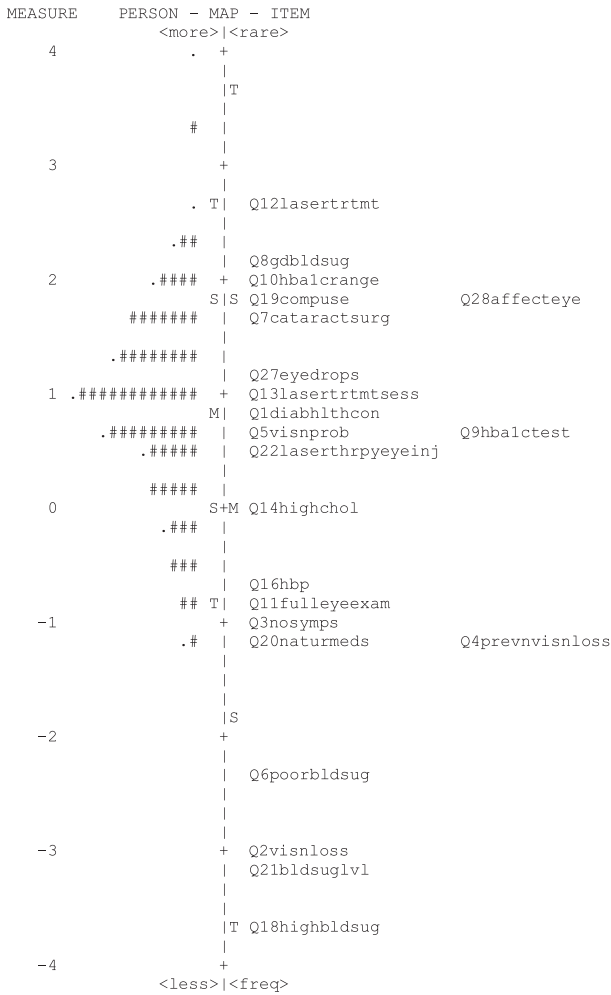 MEASURE PERSON - MAP - ITEM
<more>|<rare>
4 . +
|
|T
|
# |
|
3 +
|
. T| Q12lasertrtmt
|
.## |
| Q8gdbldsug
2 .#### + Q10hba1crange
S|S Q19compuse Q28affecteye
####### | Q7cataractsurg
|
.######## |
| Q27eyedrops
1 .############ + Q13lasertrtmtsess
M| Q1diabhlthcon
.######### | Q5visnprob Q9hba1ctest
.##### | Q22laserthrpyeyeinj
|
##### |
0 S+M Q14highchol
.### |
|
### |
| Q16hbp
## T| Q11fulleyeexam
-1 + Q3nosymps
.# | Q20naturmeds Q4prevnvisnloss
|
|
|
|S
-2 +
|
| Q6poorbldsug
|
|
|
-3 + Q2visnloss
| Q21bldsuglvl
|
|
|T Q18highbldsug
|
-4 +
<less>|<freq>